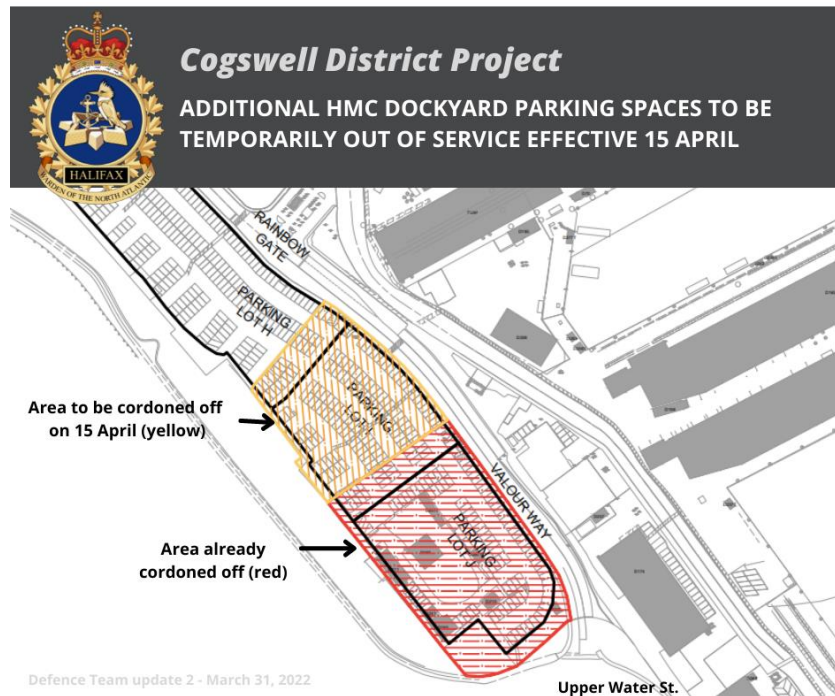 Cogswell District Project
ADDITIONAL HMC DOCKYARD PARKING SPACES TO BE
TEMPORARILY OUT OF SERVICE EFFECTIVE 15 APRIL
HALIFAX
WARDEN OF THE NORTH ATLANTIC
RAINBOW
GATE
PARKING
LOT H
PARKING
LOT I
Area to be cordoned off
on 15 April (yellow)
VALOUR WAY
PARKING
LOT J
Area already
cordoned off (red)
Defence Team update 2 - March 31, 2022
Upper Water St.